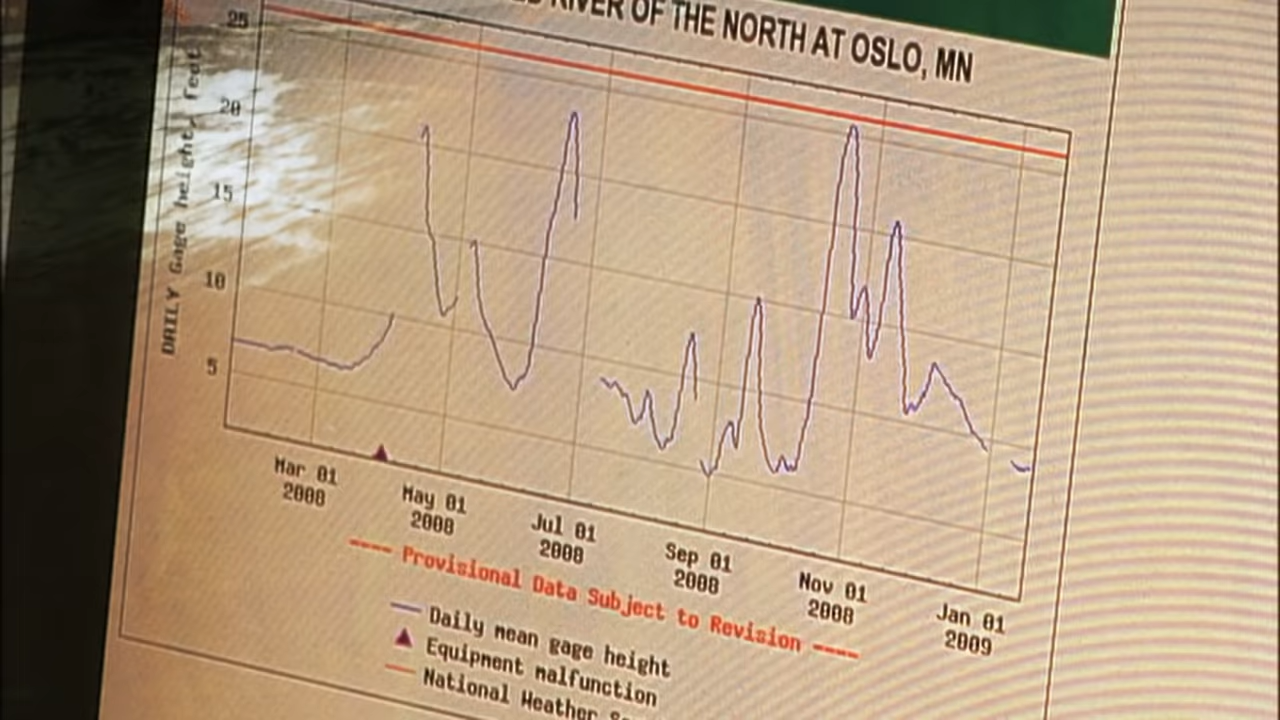 RIVER OF THE NORTH AT OSLO, MN
25
20
15
10
5
DAILY Gage height, feet
Mar 01
2008
May 01
2008
Jul 01
2008
Sep 01
2008
Nov 01
2008
Jan 01
2009
---- Provisional Data Subject to Revision ----
Daily mean gage height
Equipment malfunction
National Weather